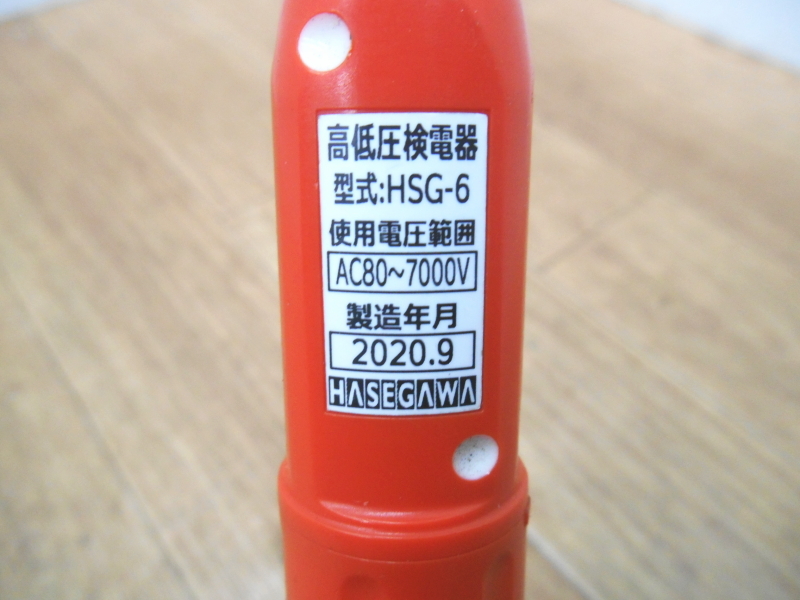 高低圧検電器
型式:HSG-6
使用電圧範囲
AC80～7000V
製造年月
2020.9
HASEGAWA